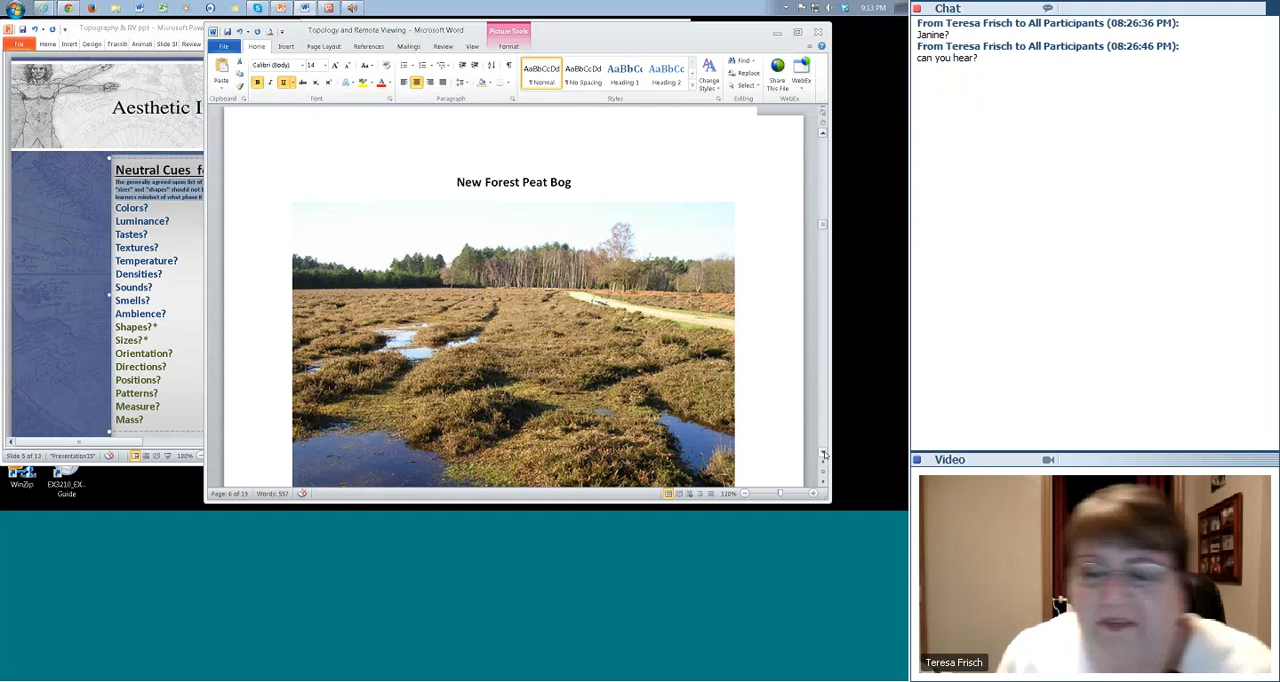 9:13 PM
Topography & RV.ppt - Microsoft Pow
File
Home
Insert
Design
Transiti
Animati
Slide Sl
Review
Aesthetic I
Neutral Cues fo
The generally agreed-upon list of
"sizes" and "shapes" should not b
learners mindset of what phase it
Colors?
Luminance?
Tastes?
Textures?
Temperature?
Densities?
Sounds?
Smells?
Ambience?
Shapes?*
Sizes?*
Orientation?
Directions?
Positions?
Patterns?
Measure?
Mass?
Slide 5 of 13
"Presentation13"
100%
WinZip
EX3210_EX...
Guide
Topology and Remote Viewing - Microsoft Word
Picture Tools
File
Home
Insert
Page Layout
References
Mailings
Review
View
Format
Paste
Calibri (Body)
14
AaBbCcDd
¶ Normal
AaBbCcDd
¶ No Spacing
AaBbCc
Heading 1
AaBbCc
Heading 2
Change
Styles
Find
Replace
Select
Share
This File
WebEx
Clipboard
Font
Paragraph
Styles
Editing
WebEx
New Forest Peat Bog
Page: 6 of 19
Words: 557
120%
Chat
From Teresa Frisch to All Participants (08:26:36 PM):
Janine?
From Teresa Frisch to All Participants (08:26:46 PM):
can you hear?
Video
Teresa Frisch